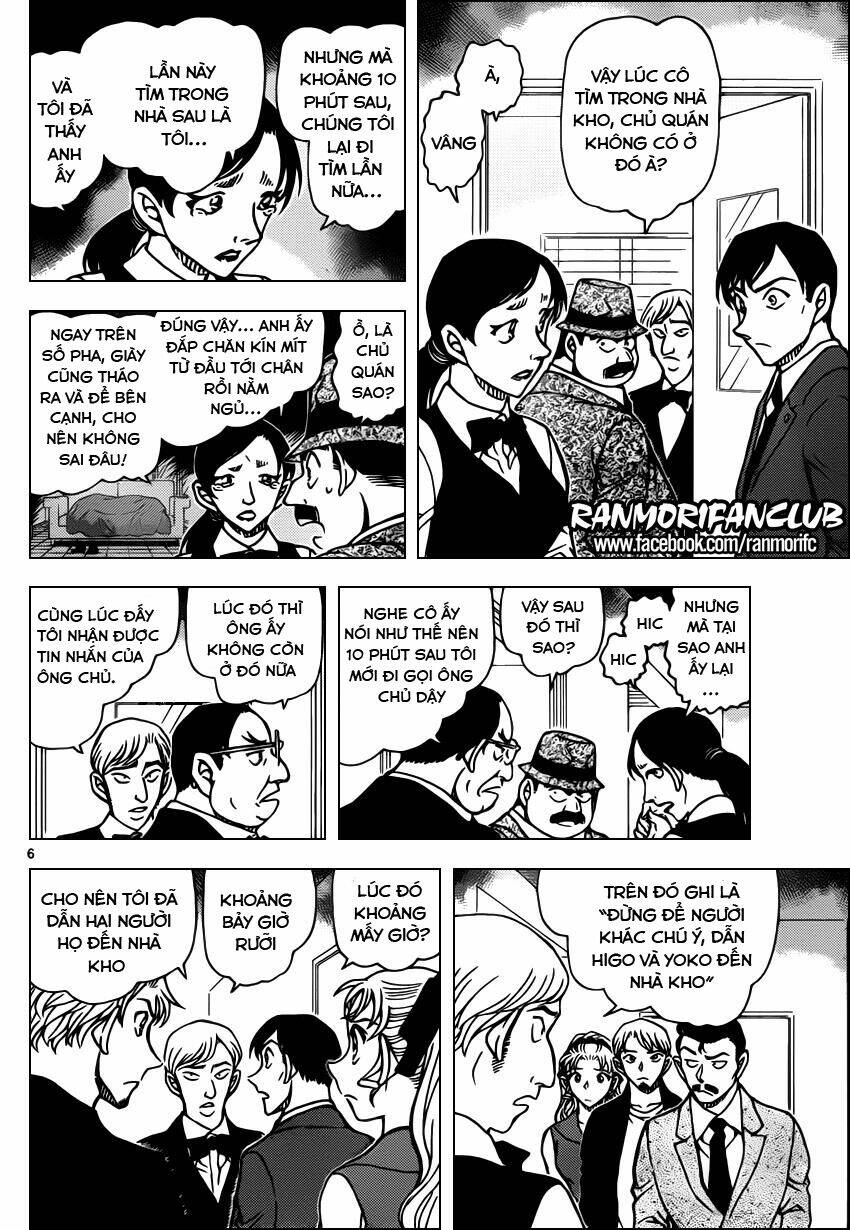 VẬY LÚC CÔ
TÌM TRONG NHÀ
KHO, CHỦ QUÁN
KHÔNG CÓ Ở
ĐÓ À?
À,
VÂNG
RANMORIFANCLUB
www.facebook.com/ranmorifc
NHƯNG MÀ
KHOẢNG 10
PHÚT SAU,
CHÚNG TÔI
LẠI ĐI
TÌM LẦN
NỮA...
LẦN NÀY
TÌM TRONG
NHÀ SAU LÀ
TÔI...
VÀ
TÔI ĐÃ
THẤY
ANH
ẤY
Ồ, LÀ
CHỦ
QUÁN
SAO?
ĐÚNG VẬY... ANH ẤY
ĐẮP CHĂN KÍN MÍT
TỪ ĐẦU TỚI CHÂN
RỒI NẰM
NGỦ...
NGAY TRÊN
SỐ PHA, GIÀY
CŨNG THÁO
RA VÀ ĐỂ BÊN
CẠNH, CHO
NÊN KHÔNG
SAI ĐÂU!
NHƯNG
MÀ TẠI
SAO ANH
ẤY LẠI
...
HIC
HIC
VẬY SAU
ĐÓ THÌ
SAO?
NGHE CÔ ẤY
NÓI NHƯ THẾ NÊN
10 PHÚT SAU TÔI
MỚI ĐI GỌI ÔNG
CHỦ DẬY
LÚC ĐÓ THÌ
ÔNG ẤY
KHÔNG CÒN
Ở ĐÓ NỮA
CÙNG LÚC ĐẤY
TÔI NHẬN ĐƯỢC
TIN NHẮN CỦA
ÔNG CHỦ.
6
TRÊN ĐÓ GHI LÀ
"ĐỪNG ĐỂ NGƯỜI
KHÁC CHÚ Ý, DẪN
HIGO VÀ YOKO ĐẾN
NHÀ KHO"
LÚC ĐÓ
KHOẢNG
MẤY GIỜ?
KHOẢNG
BẢY GIỜ
RƯỠI
CHO NÊN TÔI ĐÃ
DẪN HAI NGƯỜI
HỌ ĐẾN NHÀ
KHO